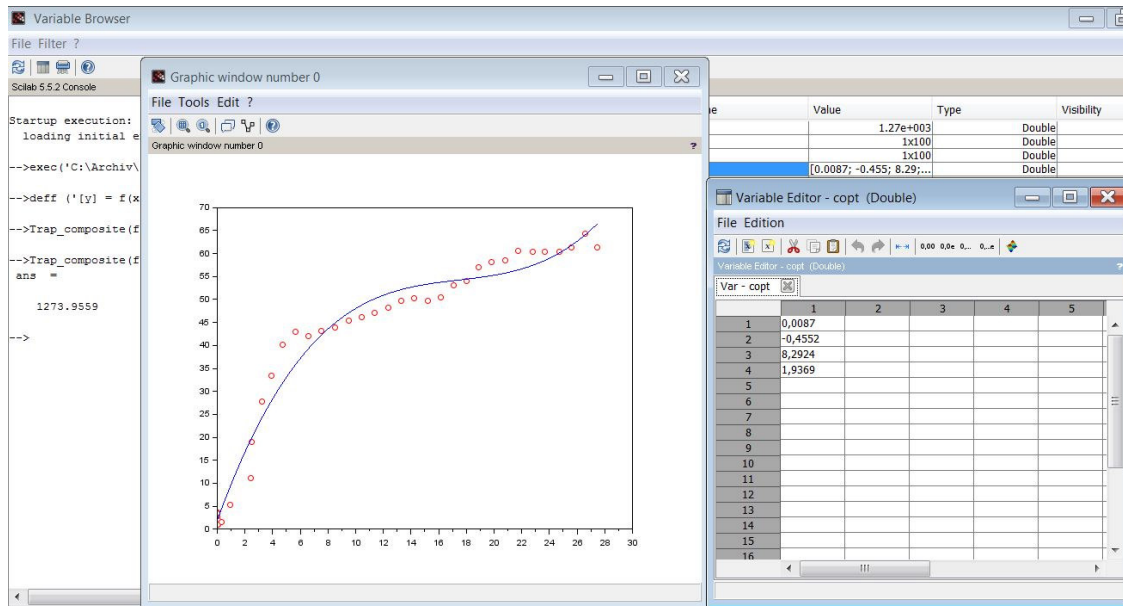 Variable Browser
File Filter ?
Scilab 5.5.2 Console
Startup execution:
loading initial e
-->exec('C:\Archiv\
-->deff ('[y] = f(x
-->Trap_composite(f
-->Trap_composite(f
ans =
1273.9559
-->
Graphic window number 0
File Tools Edit ?
Graphic window number 0 ?
70
65
60
55
50
45
40
35
30
25
20
15
10
5
0
0 2 4 6 8 10 12 14 16 18 20 22 24 26 28 30
Value Type Visibility
1.27e+003 Double
1x100 Double
1x100 Double
[0.0087; -0.455; 8.29;... Double
Variable Editor - copt (Double)
File Edition
0,00 0,0e 0,.. 0,..e
Variable Editor - copt (Double) ?
Var - copt
1 2 3 4 5
1 0,0087
2 -0,4552
3 8,2924
4 1,9369
5
6
7
8
9
10
11
12
13
14
15
16